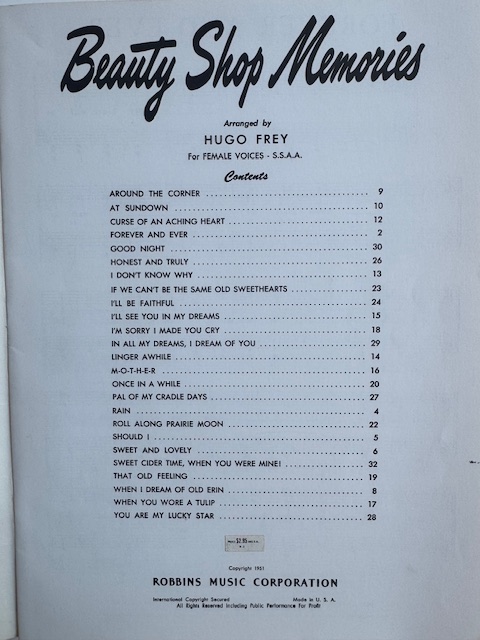 Beauty Shop Memories
Arranged by
HUGO FREY
For FEMALE VOICES - S.S.A.A.
Contents
AROUND THE CORNER 9
AT SUNDOWN 10
CURSE OF AN ACHING HEART 12
FOREVER AND EVER 2
GOOD NIGHT 30
HONEST AND TRULY 26
I DON'T KNOW WHY 13
IF WE CAN'T BE THE SAME OLD SWEETHEARTS 23
I'LL BE FAITHFUL 24
I'LL SEE YOU IN MY DREAMS 15
I'M SORRY I MADE YOU CRY 18
IN ALL MY DREAMS, I DREAM OF YOU 29
LINGER AWHILE 14
M-O-T-H-E-R 16
ONCE IN A WHILE 20
PAL OF MY CRADLE DAYS 27
RAIN 4
ROLL ALONG PRAIRIE MOON 22
SHOULD I 5
SWEET AND LOVELY 6
SWEET CIDER TIME, WHEN YOU WERE MINE! 32
THAT OLD FEELING 19
WHEN I DREAM OF OLD ERIN 8
WHEN YOU WORE A TULIP 17
YOU ARE MY LUCKY STAR 28
$2.95
Copyright 1951
ROBBINS MUSIC CORPORATION
International Copyright Secured Made in U. S. A.
All Rights Reserved Including Public Performance For Profit